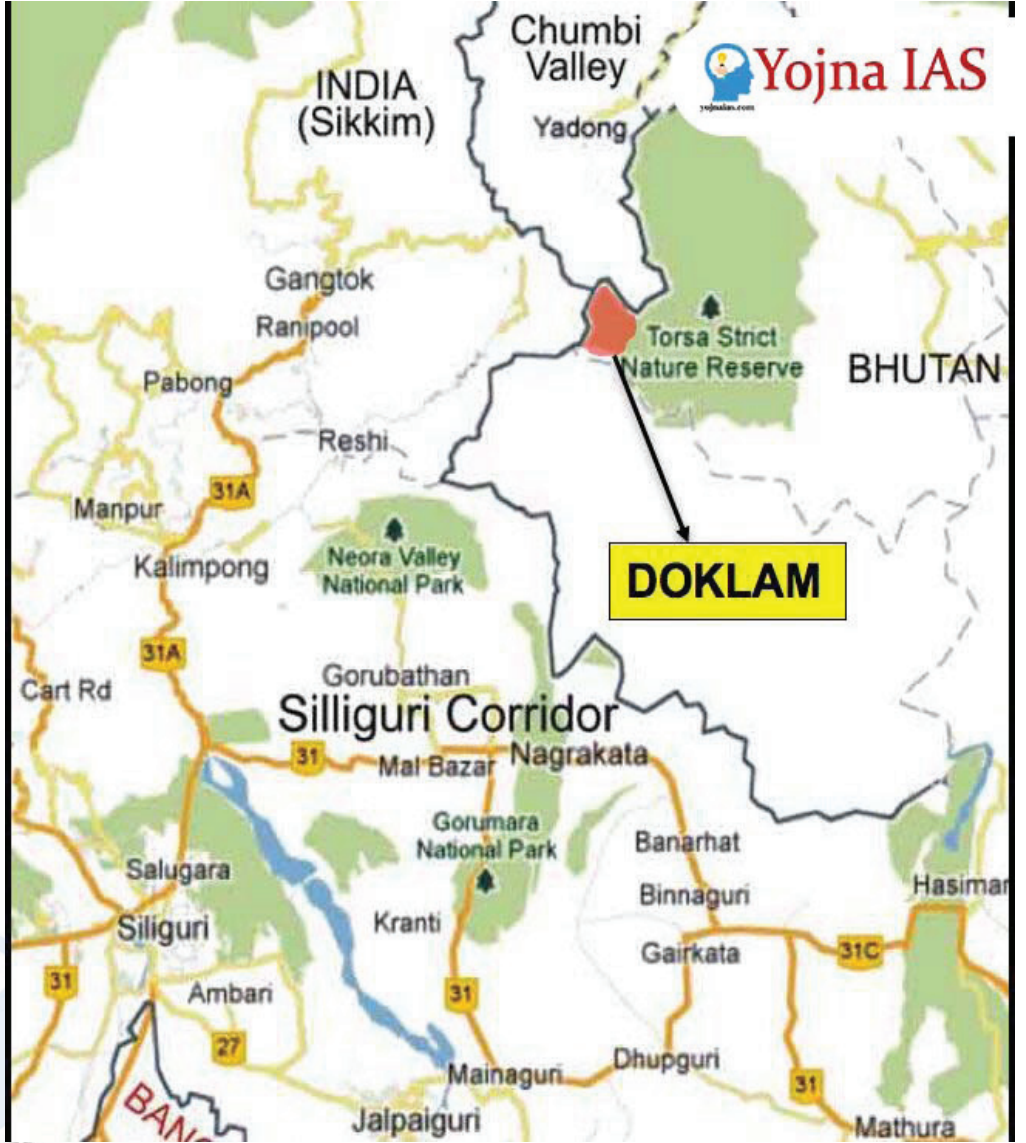 Chumbi
Valley
Yojna IAS
yojnaias.com
INDIA
(Sikkim)
Yadong
Gangtok
Ranipool
Torsa Strict
Nature Reserve
BHUTAN
Pabong
Reshi
31A
Manpur
Neora Valley
National Park
Kalimpong
DOKLAM
31A
Cart Rd
Gorubathan
Silliguri Corridor
31
Mal Bazar
Nagrakata
Gorumara
National Park
Banarhat
Salugara
Binnaguri
Hasimar
Siliguri
Kranti
Gairkata
31C
31
Ambari
31
27
Mainaguri
Dhupguri
31
BANG
Jalpaiguri
Mathura